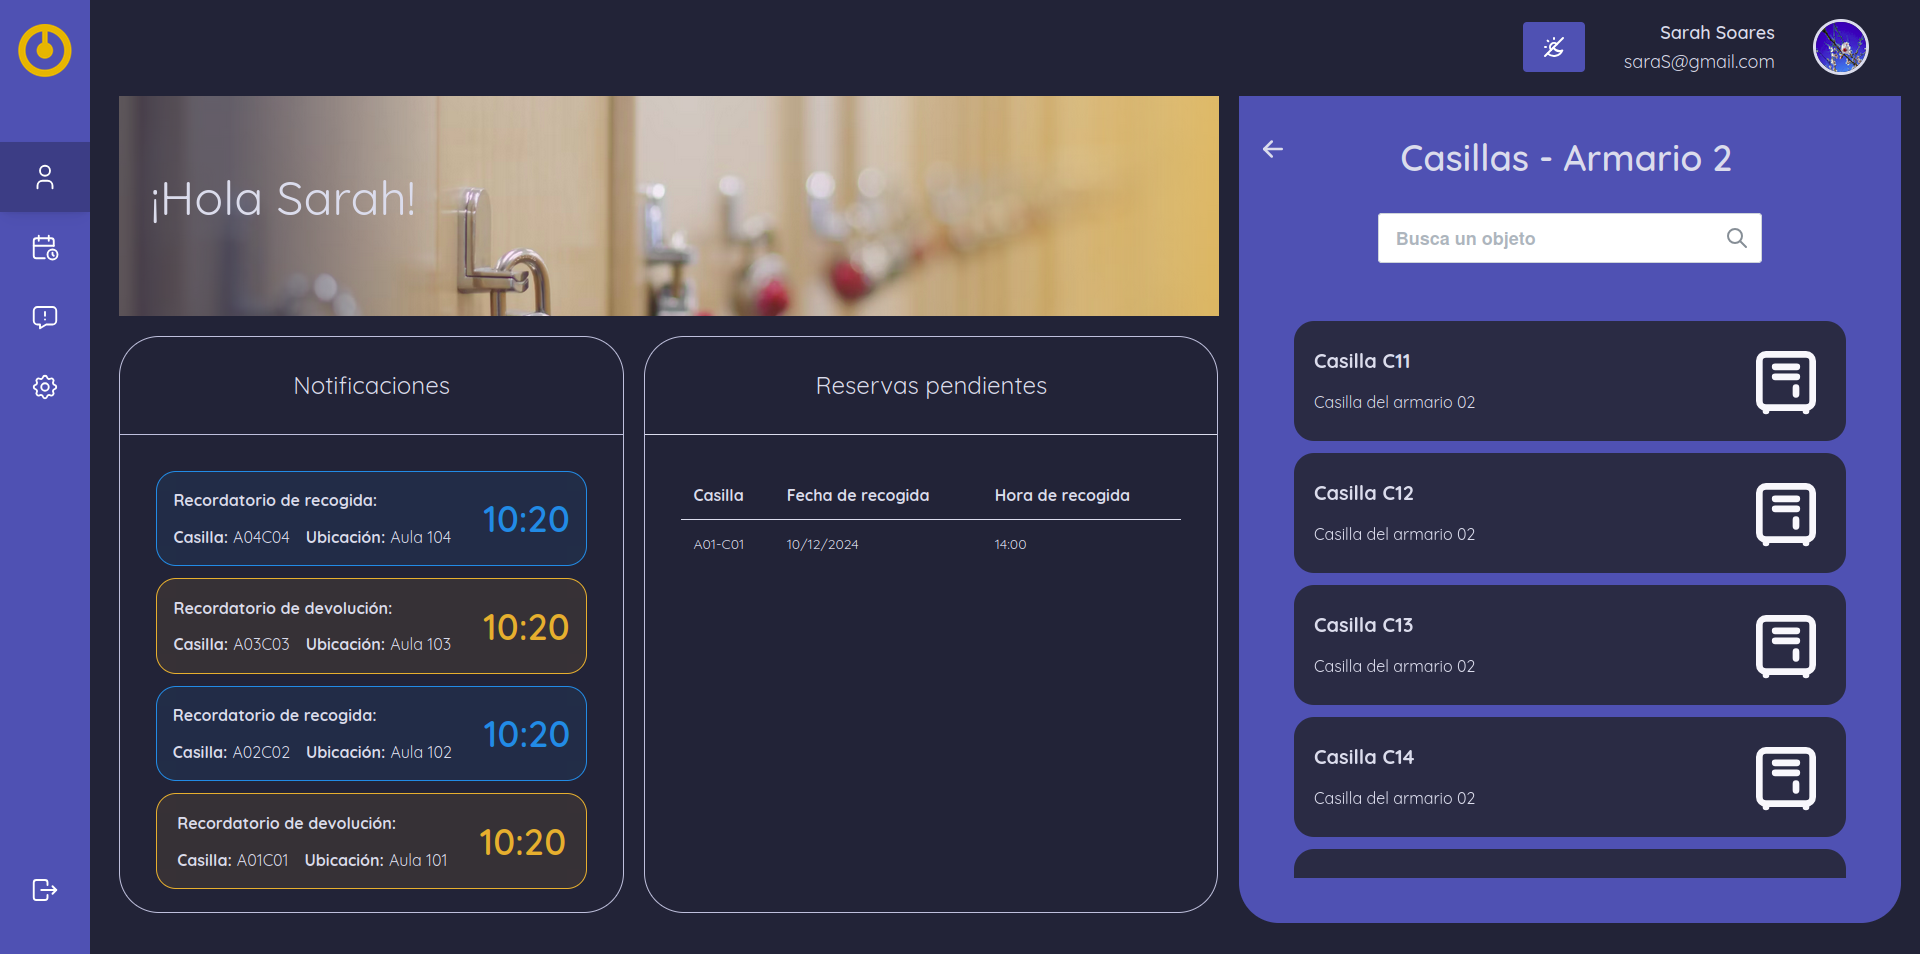 Sarah Soares
saraS@gmail.com
¡Hola Sarah!
Notificaciones
Recordatorio de recogida:
Casilla: A04C04 Ubicación: Aula 104
10:20
Recordatorio de devolución:
Casilla: A03C03 Ubicación: Aula 103
10:20
Recordatorio de recogida:
Casilla: A02C02 Ubicación: Aula 102
10:20
Recordatorio de devolución:
Casilla: A01C01 Ubicación: Aula 101
10:20
Reservas pendientes
Casilla Fecha de recogida Hora de recogida
A01-C01 10/12/2024 14:00
Casillas - Armario 2
Busca un objeto
Casilla C11
Casilla del armario 02
Casilla C12
Casilla del armario 02
Casilla C13
Casilla del armario 02
Casilla C14
Casilla del armario 02